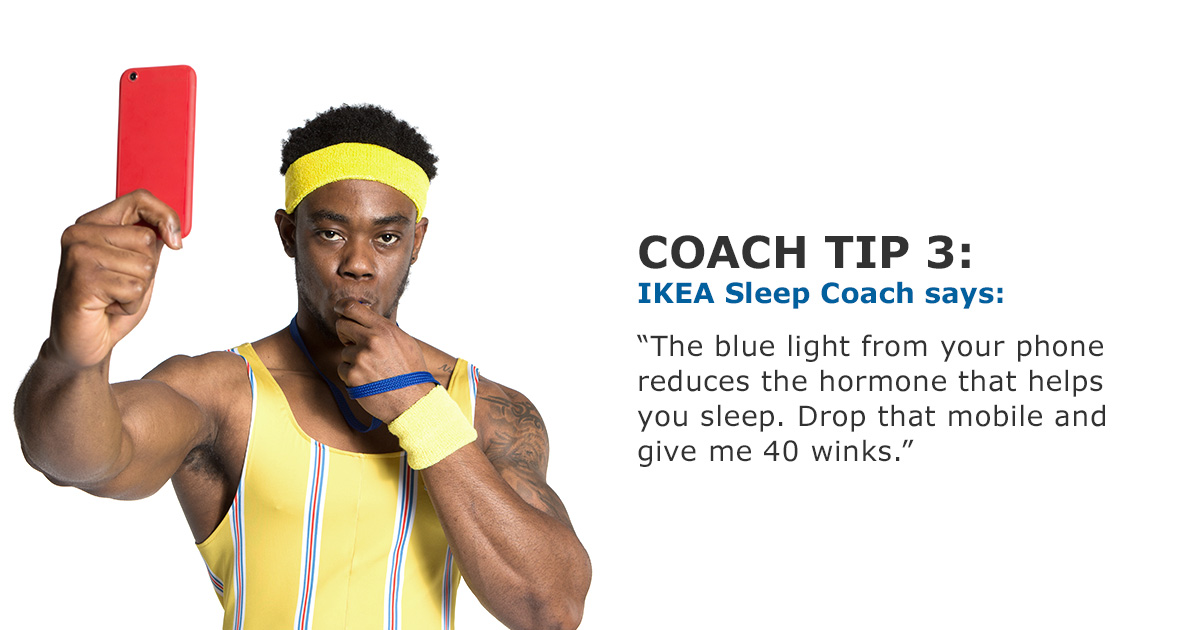 COACH TIP 3:
IKEA Sleep Coach says:
“The blue light from your phone
reduces the hormone that helps
you sleep. Drop that mobile and
give me 40 winks.”